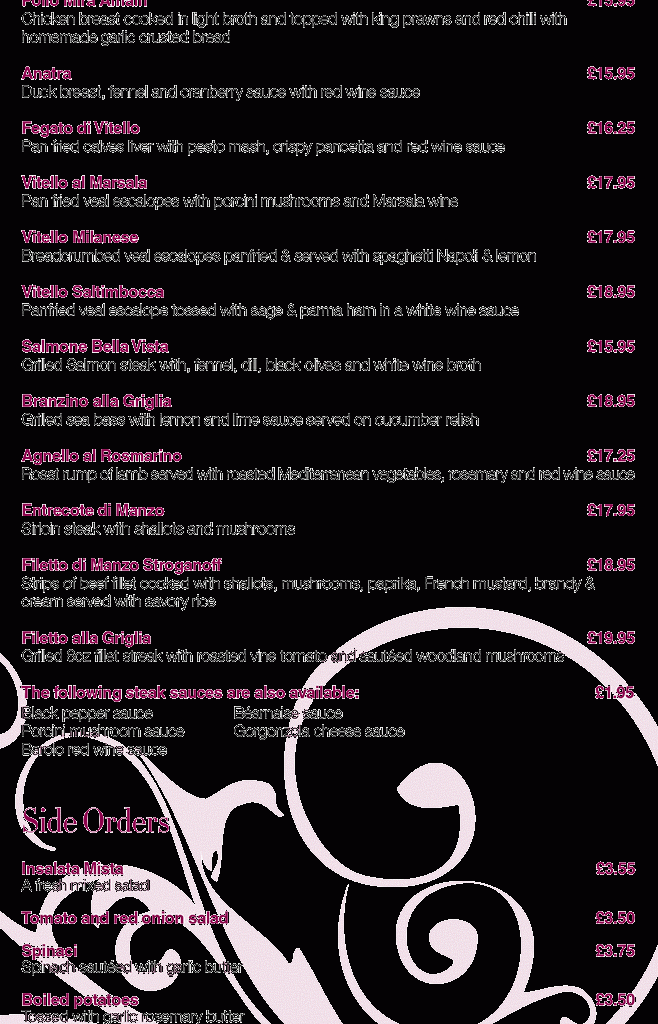 Pollo Mira Amam £15.95
Chicken breast cooked in light broth and topped with king prawns and red chilli with
homemade garlic crusted bread
Anatra £15.95
Duck breast, fennel and cranberry sauce with red wine sauce
Fegato di Vitello £16.25
Pan fried calves liver with pesto mash, crispy pancetta and red wine sauce
Vitello al Marsala £17.95
Pan fried veal escalopes with porcini mushrooms and Marsala wine
Vitello Milanese £17.95
Breadcrumbed veal escalopes panfried & served with spaghetti Napoli & lemon
Vitello Saltimbocca £18.95
Panfried veal escalope tossed with sage & parma ham in a white wine sauce
Salmone Bella Vista £15.95
Grilled Salmon steak with, fennel, dill, black olives and white wine broth
Branzino alla Griglia £18.95
Grilled sea bass with lemon and lime sauce served on cucumber relish
Agnello al Rosmarino £17.25
Roast rump of lamb served with roasted Mediterranean vegetables, rosemary and red wine sauce
Entrecote di Manzo £17.95
Sirloin steak with shallots and mushrooms
Filetto di Manzo Stroganoff £18.95
Strips of beef fillet cooked with shallots, mushrooms, paprika, French mustard, brandy &
cream served with savory rice
Filetto alla Griglia £19.95
Grilled 8oz fillet streak with roasted vine tomato and sautéed woodland mushrooms
The following steak sauces are also available: £1.95
Black pepper sauce Béarnaise sauce
Porcini mushroom sauce Gorgonzola cheese sauce
Barolo red wine sauce
Side Orders
Insalata Mista £3.55
A fresh mixed salad
Tomato and red onion salad £3.50
Spinaci £3.75
Spinach sautéed with garlic butter
Boiled potatoes £3.50
Tossed with garlic rosemary butter